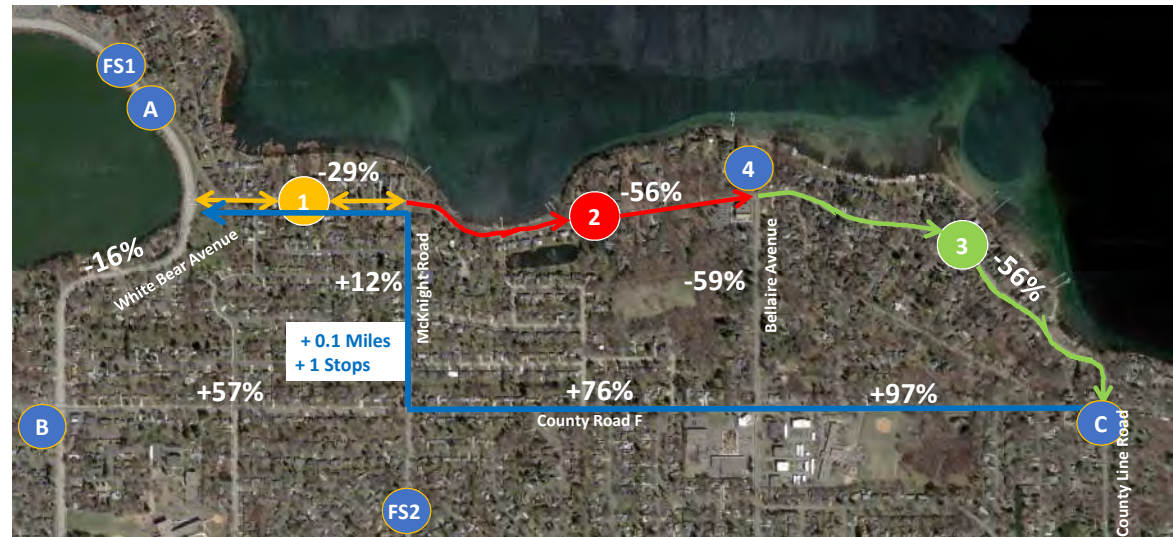 FS1
A
4
-29%
1
-56%
2
3
-16%
White Bear Avenue
+12%
McKnight Road
-59%
Bellaire Avenue
-56%
+ 0.1 Miles
+ 1 Stops
+57%
+76%
+97%
County Road F
B
C
County Line Road
FS2